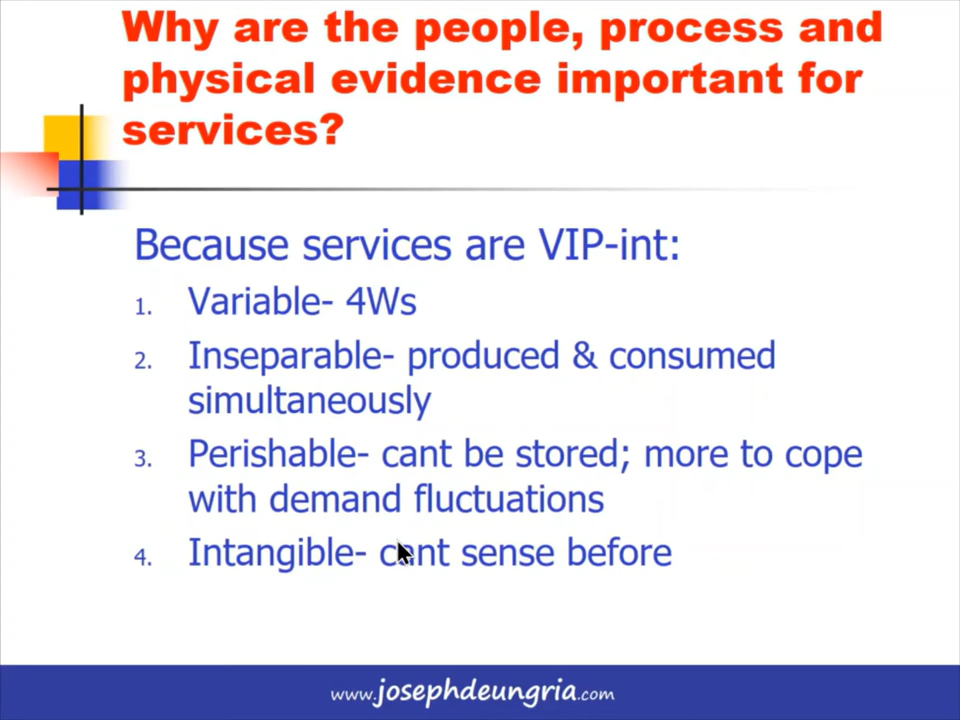 Why are the people, process and
physical evidence important for
services?
Because services are VIP-int:
1. Variable- 4Ws
2. Inseparable- produced & consumed
simultaneously
3. Perishable- cant be stored; more to cope
with demand fluctuations
4. Intangible- cant sense before
www.josephdeungria.com